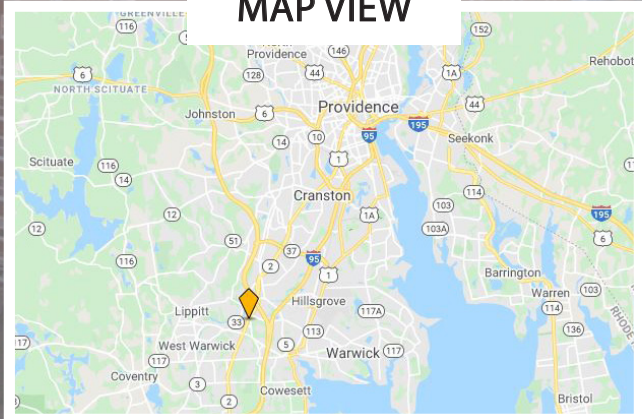 MAP VIEW
GREENVILLE
116
152
Providence
146
6
128
44
1A
Rehobot
NORTH SCITUATE
Johnston
6
Providence
44
95
195
Seekonk
14
10
1
Scituate
116
14
Cranston
114
103
195
12
12
1A
103A
6
51
37
95
2
1
116
Barrington
Warren
103
Lippitt
Hillsgrove
117A
114
RHODE
33
113
136
West Warwick
5
Warwick
117
117
117
Coventry
3
2
Cowesett
Bristol